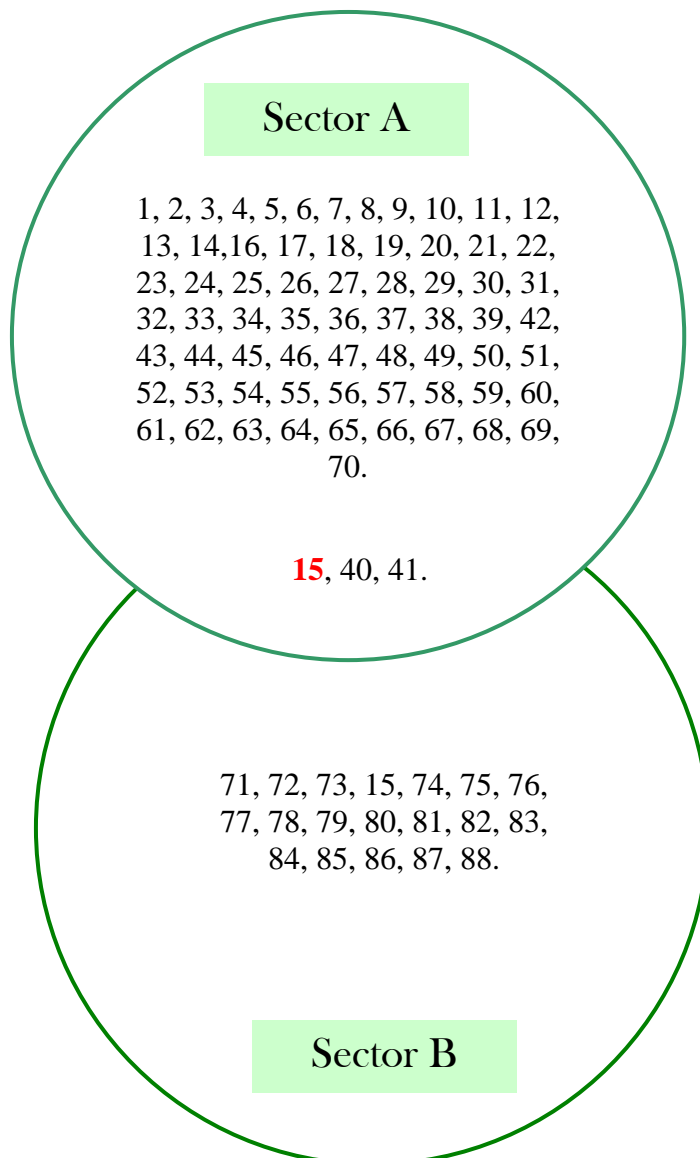 Sector A
1, 2, 3, 4, 5, 6, 7, 8, 9, 10, 11, 12,
13, 14,16, 17, 18, 19, 20, 21, 22,
23, 24, 25, 26, 27, 28, 29, 30, 31,
32, 33, 34, 35, 36, 37, 38, 39, 42,
43, 44, 45, 46, 47, 48, 49, 50, 51,
52, 53, 54, 55, 56, 57, 58, 59, 60,
61, 62, 63, 64, 65, 66, 67, 68, 69,
70.
15, 40, 41.
71, 72, 73, 15, 74, 75, 76,
77, 78, 79, 80, 81, 82, 83,
84, 85, 86, 87, 88.
Sector B